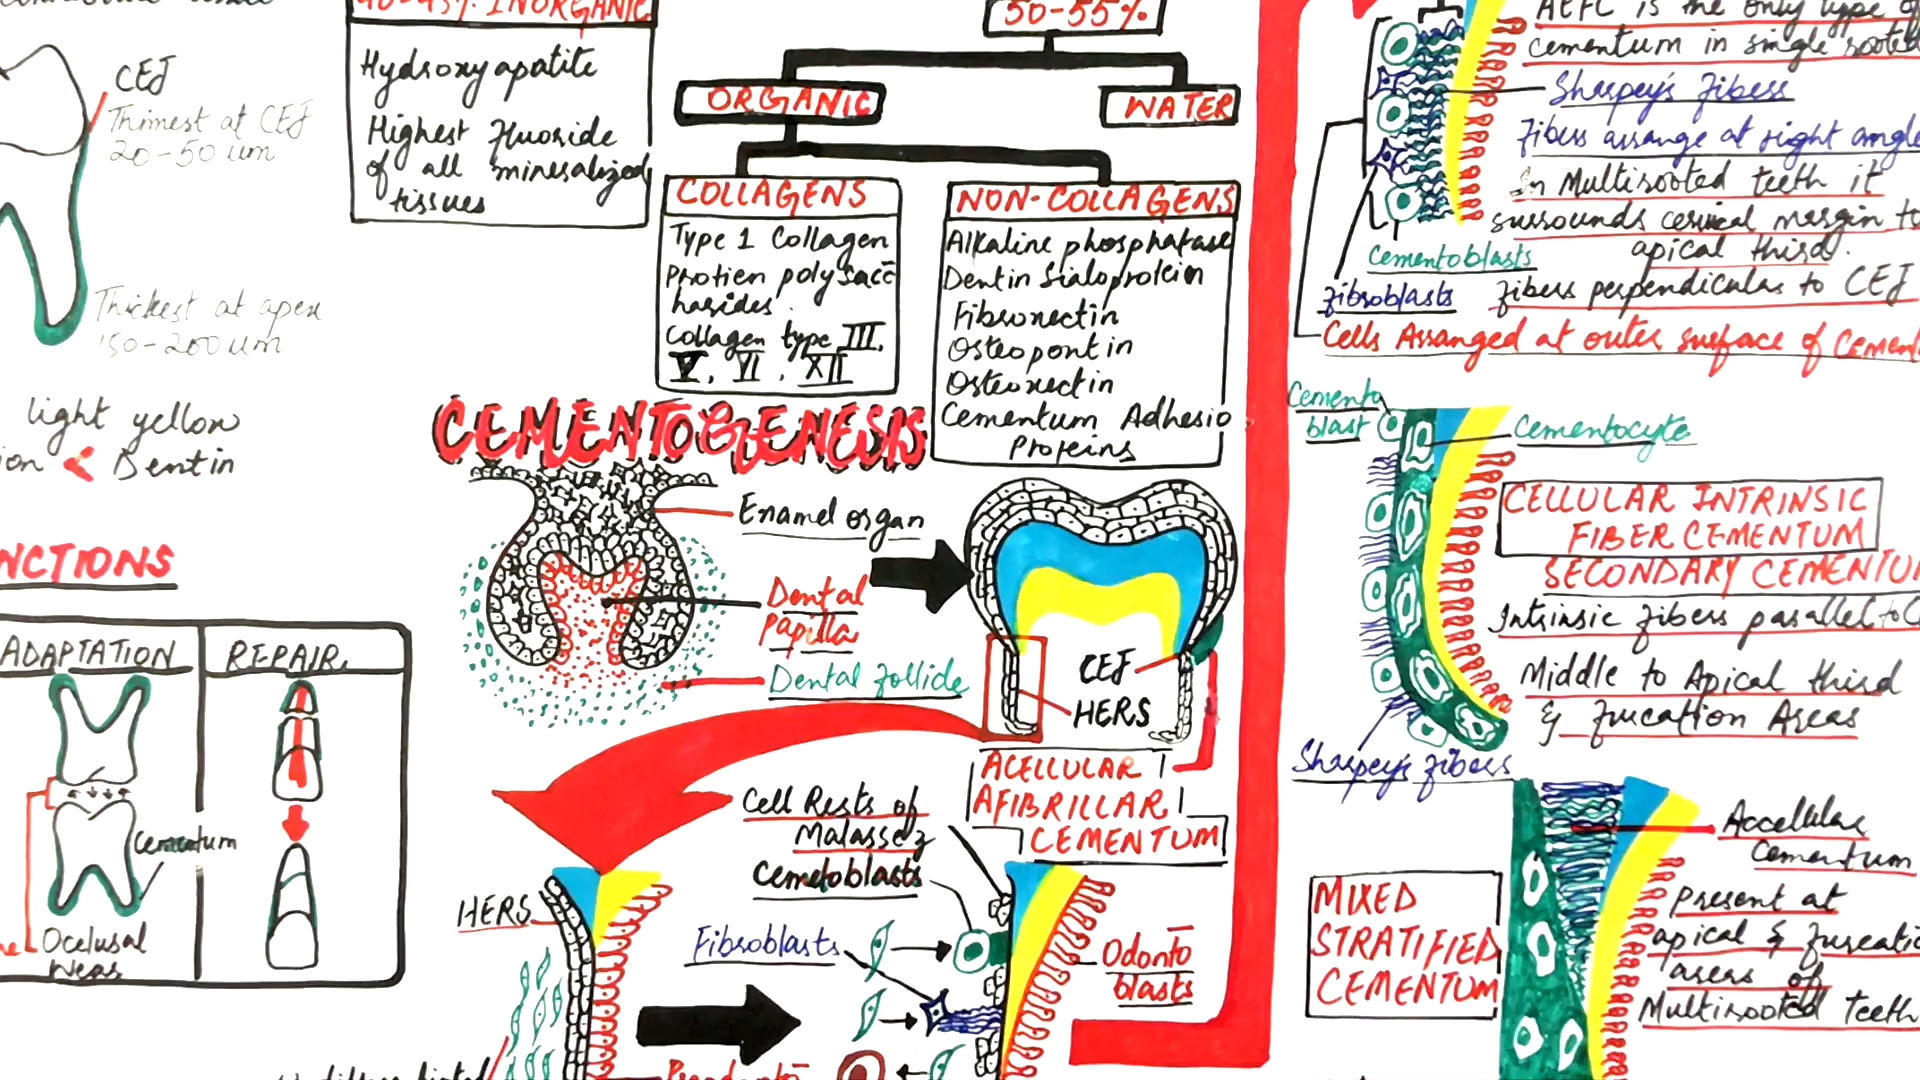 CEJ
Thinnest at CEJ
20-50 um
Thickest at apex
150-200 um
light yellow
ion < Dentin
NCTIONS
ADAPTATION
REPAIR
Cementum
Occlusal
Weas
40-45% INORGANIC
Hydroxyapatite
Highest fluoride
of all mineralized
tissues
50-55%
ORGANIC
WATER
COLLAGENS
Type 1 Collagen
Protien polysacc
harides.
Collagen type III,
V, VI, XII
NON-COLLAGENS
Alkaline phosphatase
Dentin Sialoprotein
Fibronectin
Osteopontin
Osteonectin
Cementum Adhesio
Proteins
CEMENTOGENESIS
Enamel organ
Dental
Papilla
Dental follicle
CEJ
HERS
ACELLULAR
AFIBRILLAR
CEMENTUM
Cell Rests of
Malassez
Cemetoblasts
HERS
Fibroblasts
Odonto
blasts
AEFC is the only type of
cementum in single rooted
Sharpey's fibers
fibers arrange at right angle
In Multirooted teeth it
surrounds cervical margin to
apical third.
Cementoblasts
fibroblasts
fibers perpendicular to CEJ
Cells Arranged at outer surface of Cement
Cemento
blast
Cementocyte
CELLULAR INTRINSIC
FIBER CEMENTUM
SECONDARY CEMENTUM
Intrinsic fibers parallel to C
Middle to Apical third
& furcation Areas
Sharpey's fibers
Accellular
Cementum
MIXED
STRATIFIED
CEMENTUM
Present at
apical & furcatio
areas of
Multirooted teeth